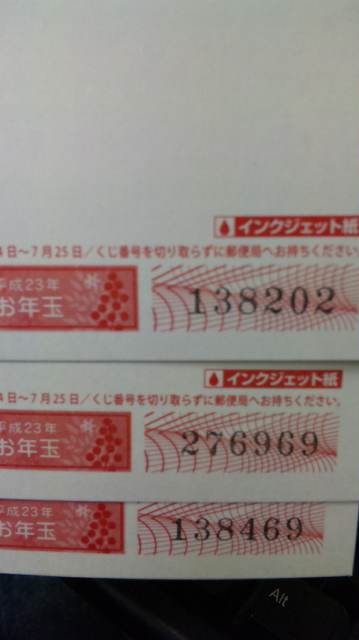 インクジェット紙
4日~7月25日/くじ番号を切り取らずに郵便局へお持ちください。
平成23年
お年玉
138202
インクジェット紙
4日~7月25日/くじ番号を切り取らずに郵便局へお持ちください。
平成23年
お年玉
276969
平成23年
お年玉
138469
Alt